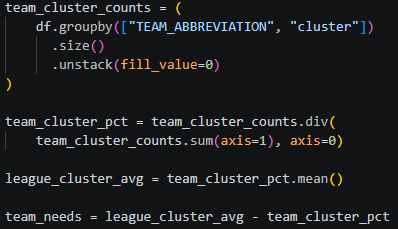 team_cluster_counts = (
    df.groupby(["TEAM_ABBREVIATION", "cluster"])
      .size()
      .unstack(fill_value=0)
)

team_cluster_pct = team_cluster_counts.div(
    team_cluster_counts.sum(axis=1), axis=0)

league_cluster_avg = team_cluster_pct.mean()

team_needs = league_cluster_avg - team_cluster_pct